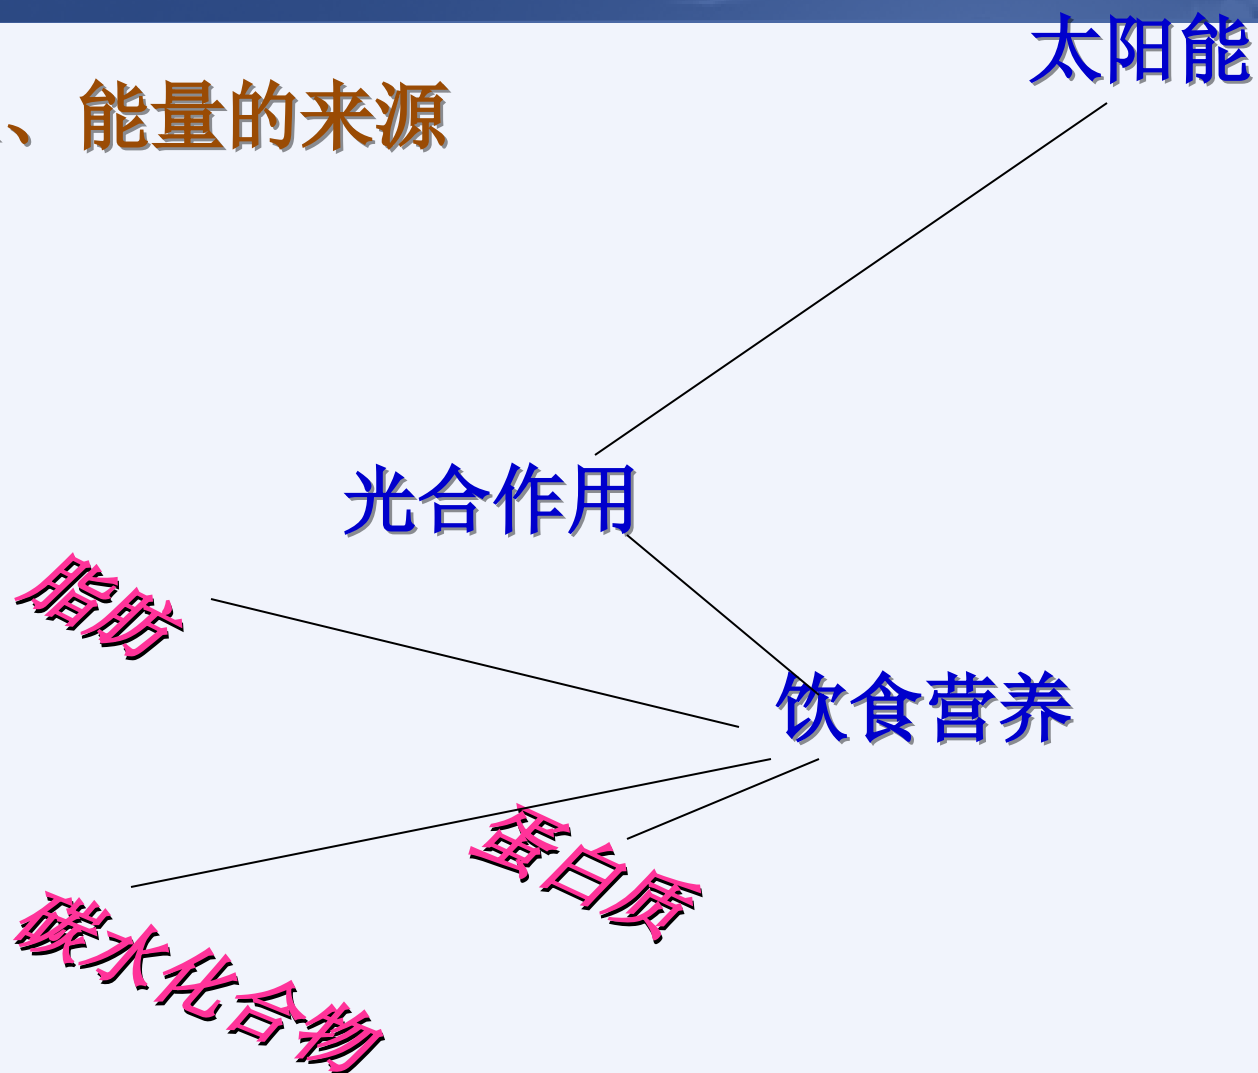 太阳能
、能量的来源
光合作用
脂肪
饮食营养
蛋白质
碳水化合物